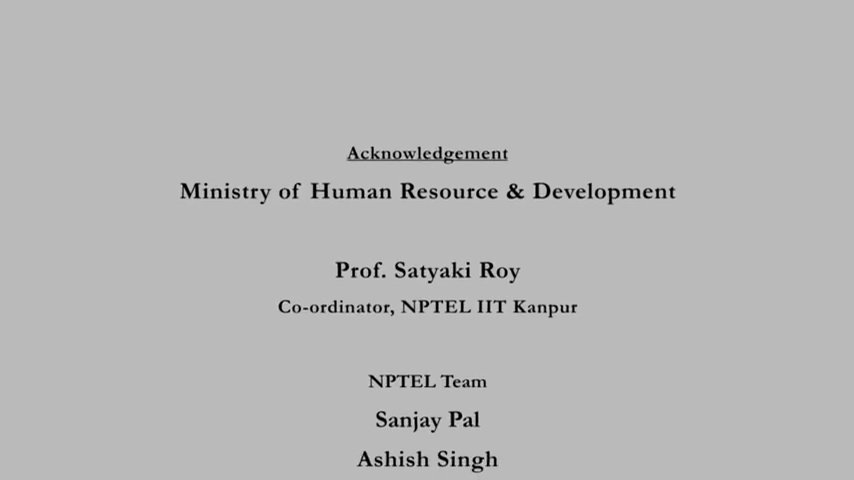 Acknowledgement
Ministry of Human Resource & Development
Prof. Satyaki Roy
Co-ordinator, NPTEL IIT Kanpur
NPTEL Team
Sanjay Pal
Ashish Singh